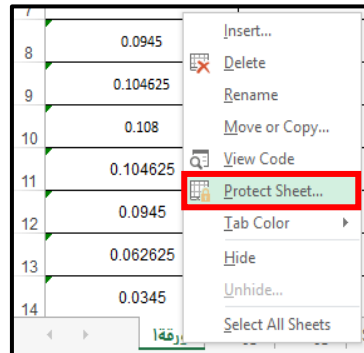 7
8 0.0945
9 0.104625
10 0.108
11 0.104625
12 0.0945
13 0.062625
14 0.0345
Insert...
Delete
Rename
Move or Copy...
View Code
Protect Sheet...
Tab Color
Hide
Unhide...
Select All Sheets
ورقة١